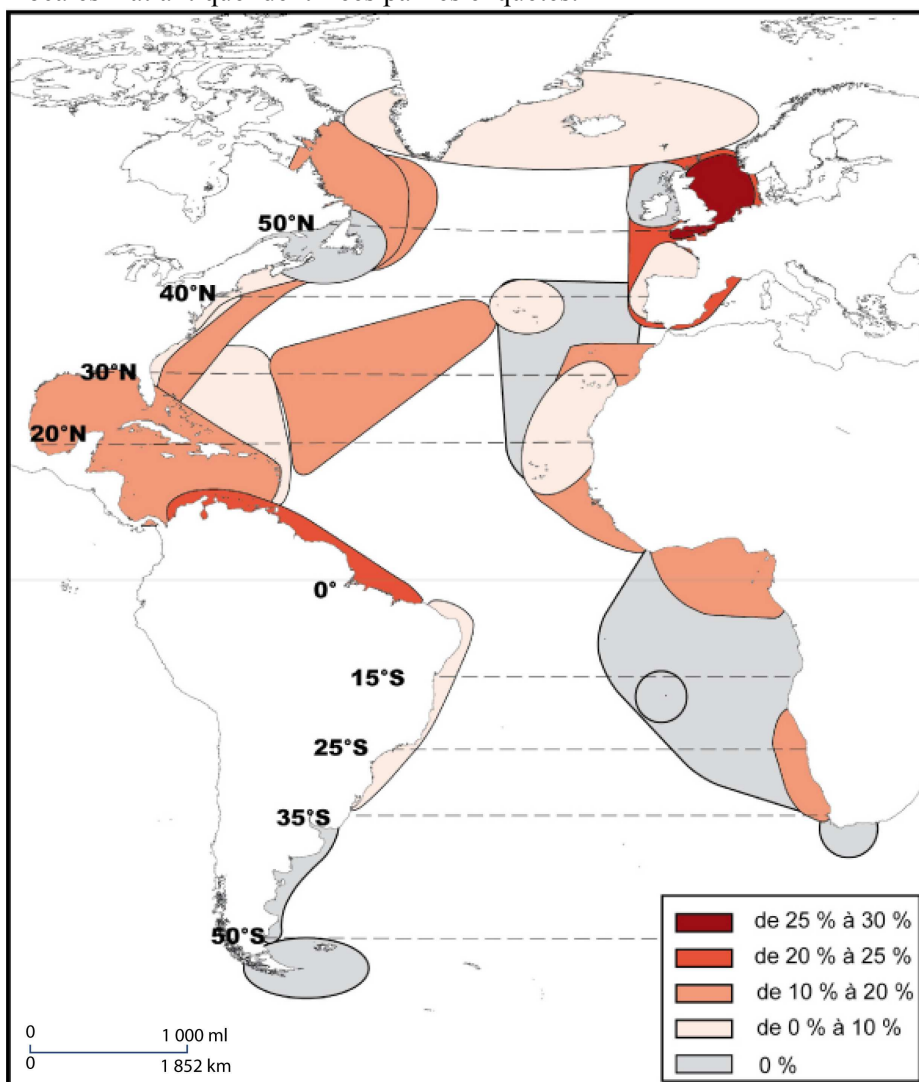 50°N
40°N
30°N
20°N
0°
15°S
25°S
35°S
50°S
de 25 % à 30 %
de 20 % à 25 %
de 10 % à 20 %
de 0 % à 10 %
0 %
0 1 000 ml
0 1 852 km